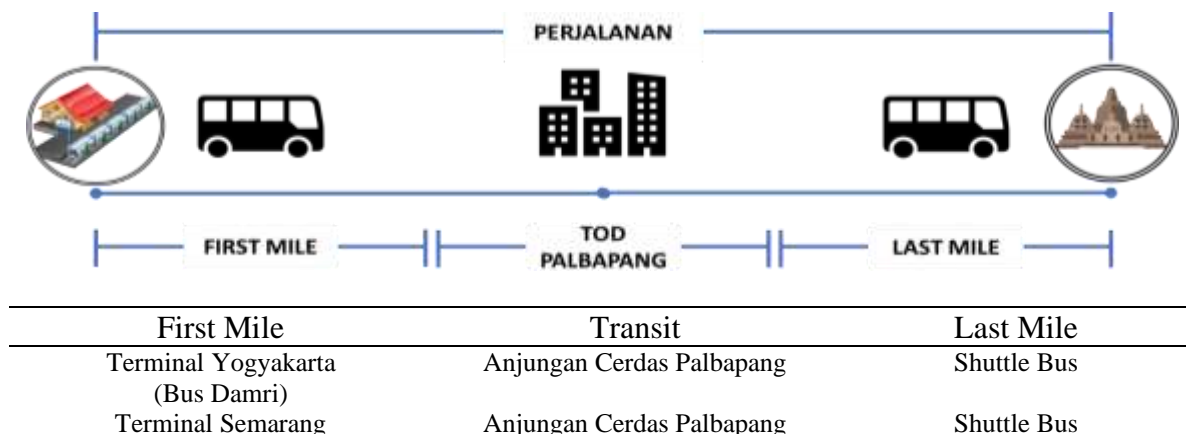 PERJALANAN
FIRST MILE
TOD
PALBAPANG
LAST MILE
First Mile Transit Last Mile
Terminal Yogyakarta Anjungan Cerdas Palbapang Shuttle Bus
(Bus Damri)
Terminal Semarang Anjungan Cerdas Palbapang Shuttle Bus